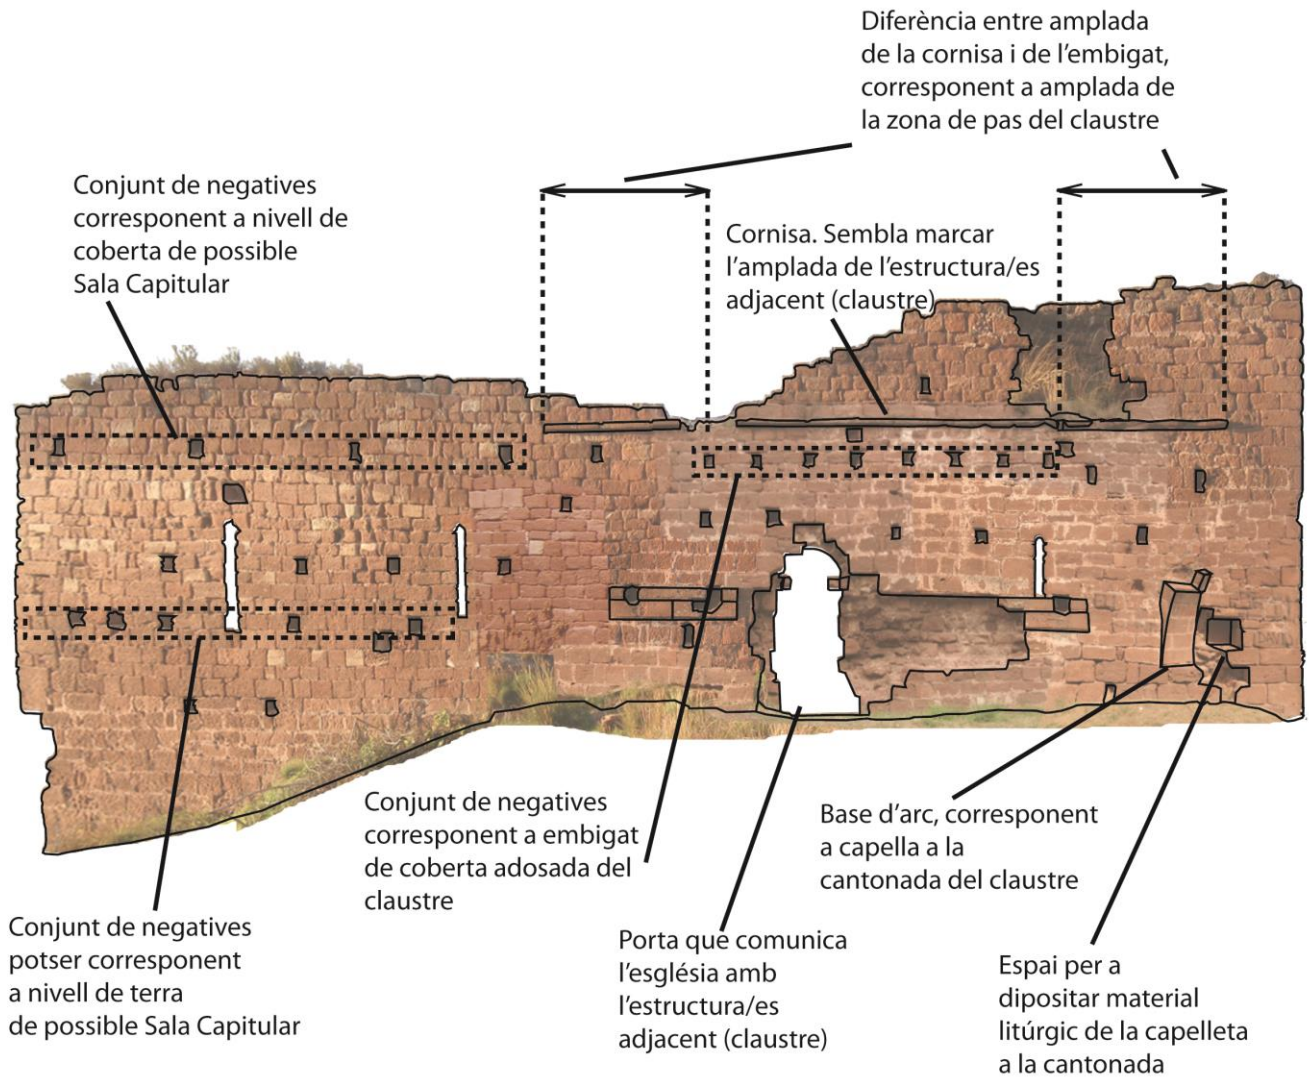 Diferència entre amplada
de la cornisa i de l'embigat,
corresponent a amplada de
la zona de pas del claustre
Conjunt de negatives
corresponent a nivell de
coberta de possible
Sala Capitular
Cornisa. Sembla marcar
l'amplada de l'estructura/es
adjacent (claustre)
Conjunt de negatives
corresponent a embigat
de coberta adosada del
claustre
Base d'arc, corresponent
a capella a la
cantonada del claustre
Conjunt de negatives
potser corresponent
a nivell de terra
de possible Sala Capitular
Porta que comunica
l'església amb
l'estructura/es
adjacent (claustre)
Espai per a
dipositar material
litúrgic de la capelleta
a la cantonada